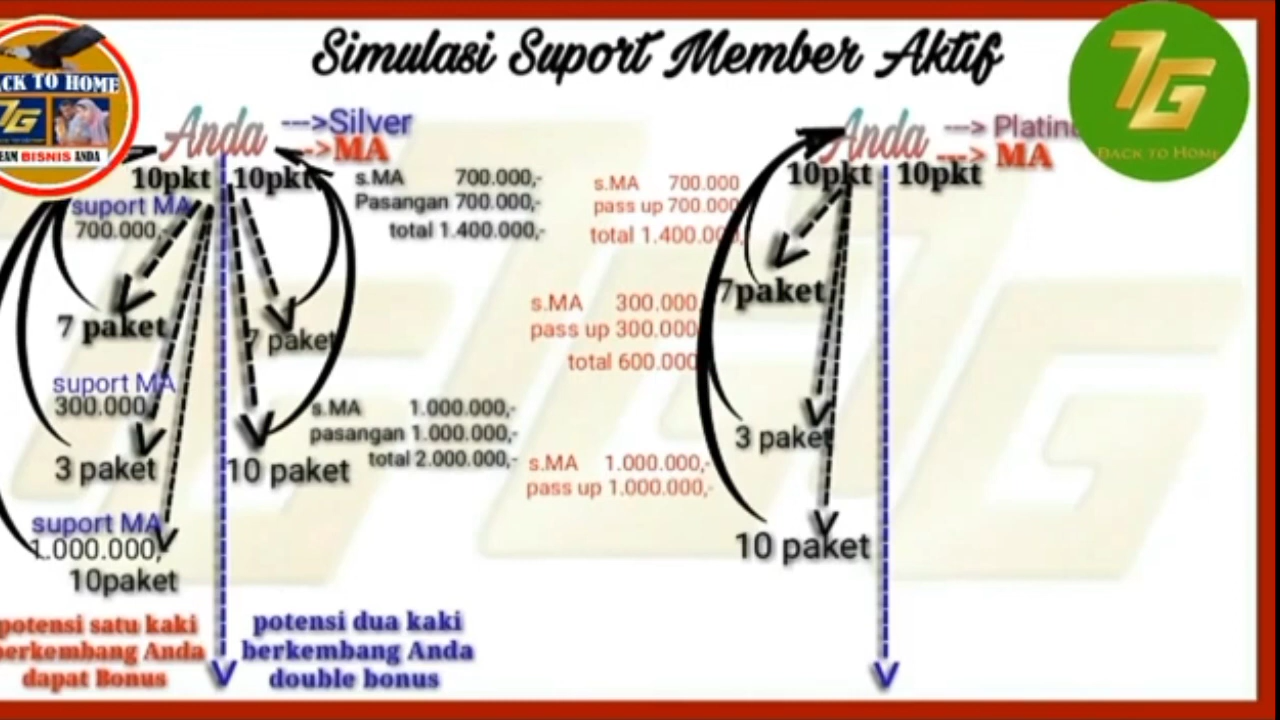 Simulasi Suport Member Aktif
BACK TO HOME
7G
TEAM BISNIS ANDA
Anda --->Silver
-->MA
10pkt 10pkt
suport MA
700.000,-
7 paket
suport MA
300.000
3 paket
suport MA
1.000.000,-
10paket
potensi satu kaki
berkembang Anda
dapat Bonus
s.MA 700.000,-
Pasangan 700.000,-
total 1.400.000,-
7 paket
s.MA 1.000.000,-
pasangan 1.000.000,-
total 2.000.000,-
10 paket
potensi dua kaki
berkembang Anda
double bonus
s.MA 700.000
pass up 700.000
total 1.400.000,
s.MA 300.000,
pass up 300.000
total 600.000
s.MA 1.000.000,-
pass up 1.000.000,-
Anda ---> Platin
---> MA
10pkt 10pkt
7paket
3 paket
10 paket
7G
BACK TO HOME